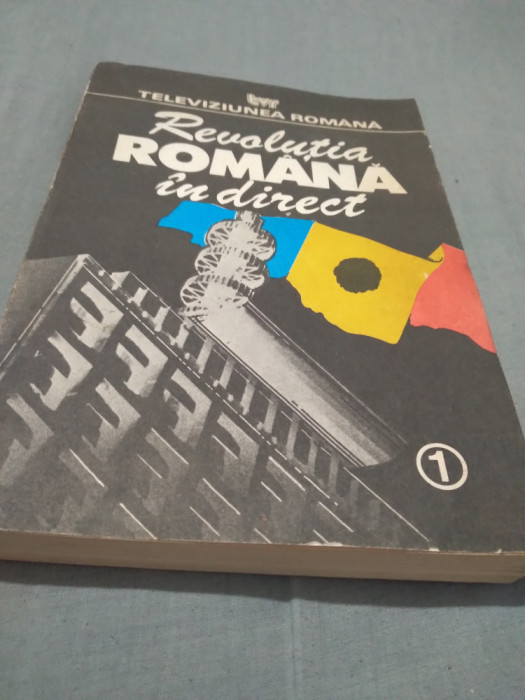 tvr
TELEVIZIUNEA ROMÂNĂ
Revoluția
ROMÂNĂ
în direct
1